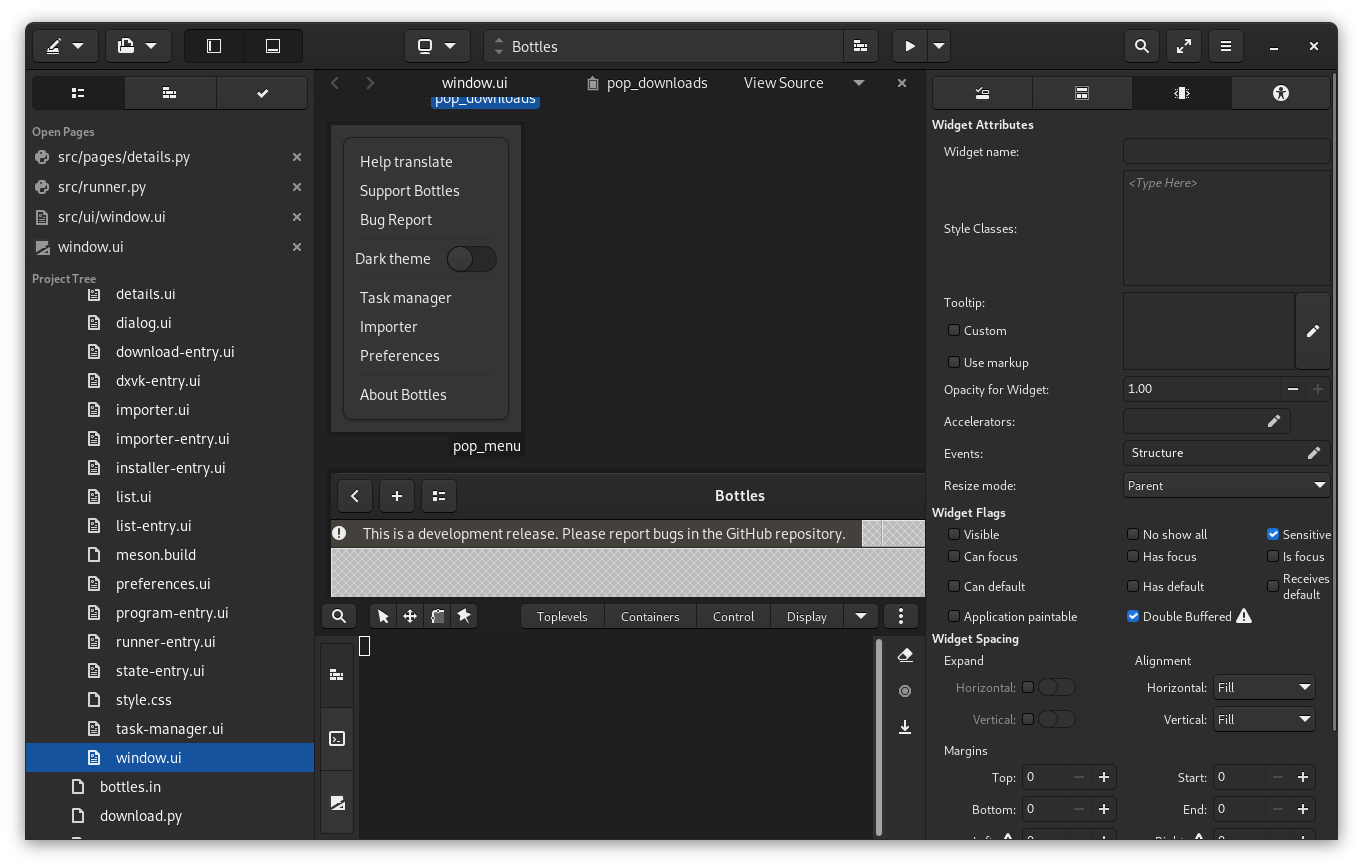 Bottles
window.ui
pop_downloads
View Source
Open Pages
src/pages/details.py
src/runner.py
src/ui/window.ui
window.ui
Project Tree
details.ui
dialog.ui
download-entry.ui
dxvk-entry.ui
importer.ui
importer-entry.ui
installer-entry.ui
list.ui
list-entry.ui
meson.build
preferences.ui
program-entry.ui
runner-entry.ui
state-entry.ui
style.css
task-manager.ui
window.ui
bottles.in
download.py
pop_downloads
Help translate
Support Bottles
Bug Report
Dark theme
Task manager
Importer
Preferences
About Bottles
pop_menu
Bottles
This is a development release. Please report bugs in the GitHub repository.
Toplevels Containers Control Display
Widget Attributes
Widget name:
<Type Here>
Style Classes:
Tooltip:
Custom
Use markup
Opacity for Widget: 1.00
Accelerators:
Events: Structure
Resize mode: Parent
Widget Flags
Visible No show all Sensitive
Can focus Has focus Is focus
Can default Has default Receives
default
Application paintable Double Buffered
Widget Spacing
Expand Alignment
Horizontal: Horizontal: Fill
Vertical: Vertical: Fill
Margins
Top: 0 Start: 0
Bottom: 0 End: 0